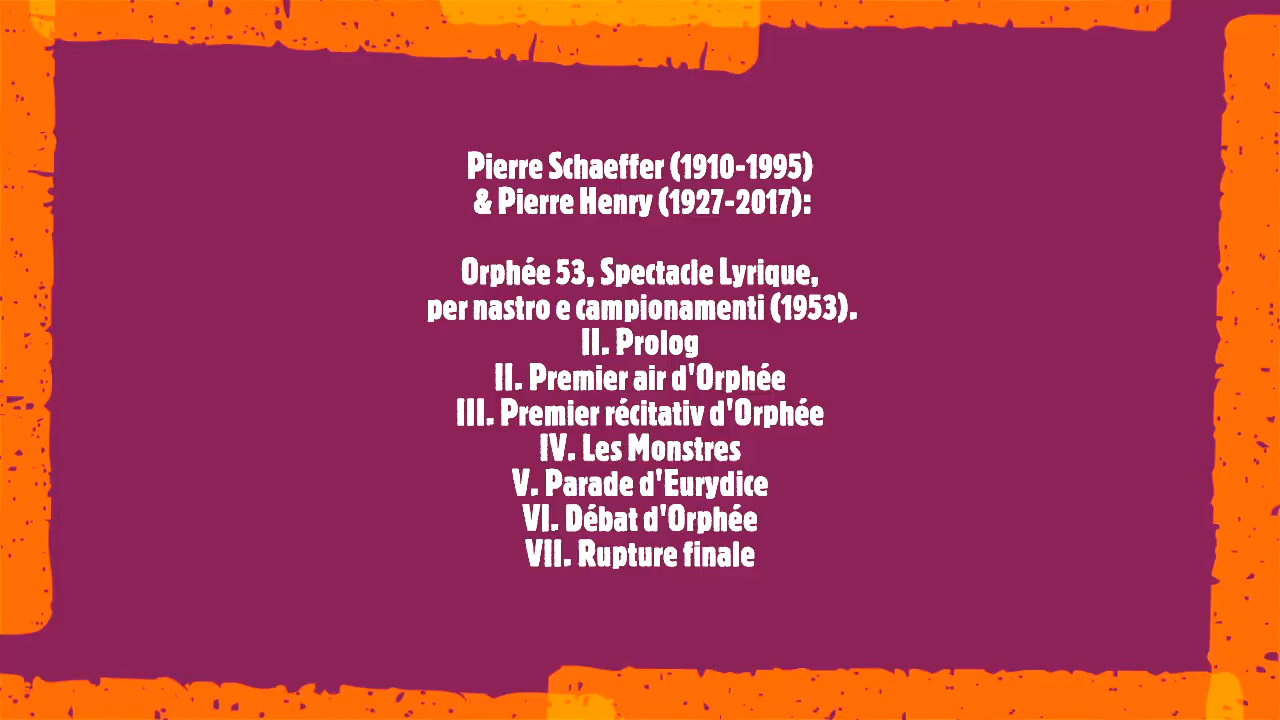 Pierre Schaeffer (1910-1995)
& Pierre Henry (1927-2017):
Orphée 53, Spectacle Lyrique,
per nastro e campionamenti (1953).
II. Prolog
II. Premier air d'Orphée
III. Premier récitativ d'Orphée
IV. Les Monstres
V. Parade d'Eurydice
VI. Débat d'Orphée
VII. Rupture finale